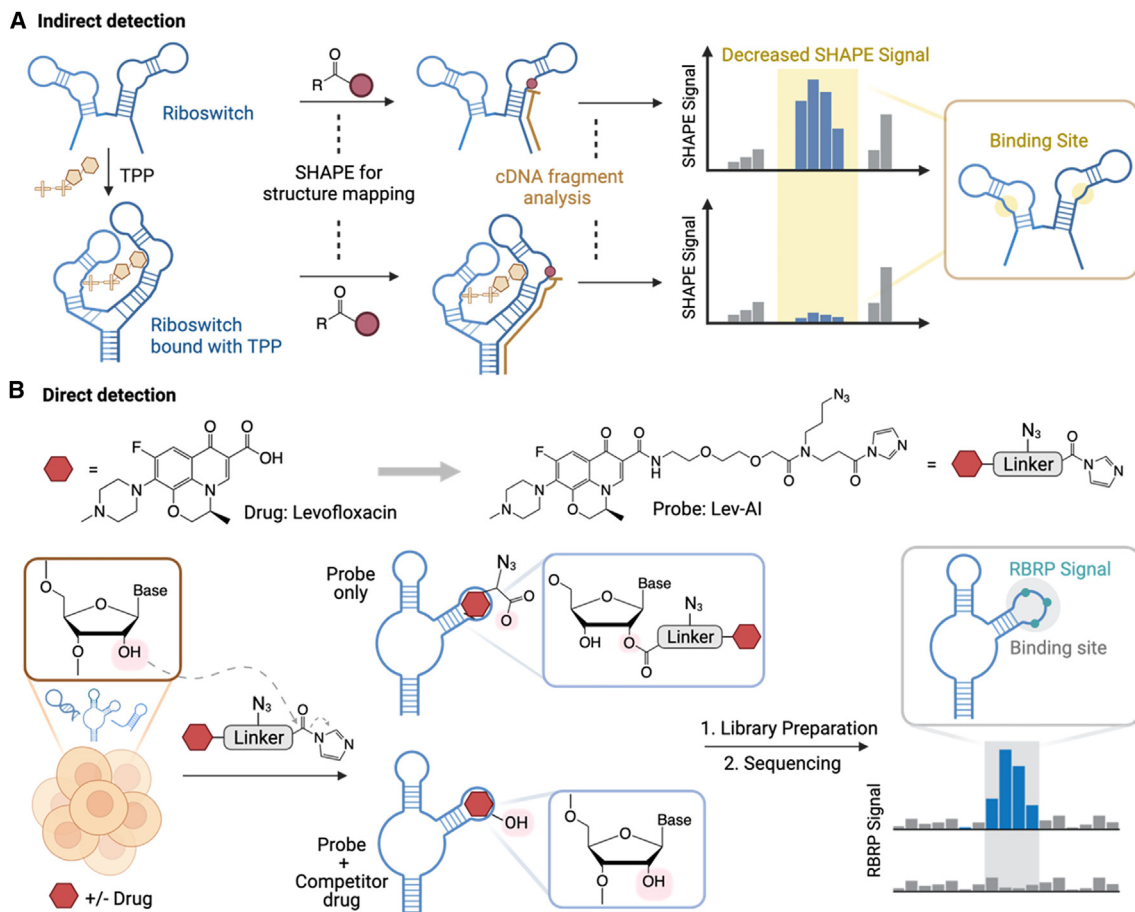 A Indirect detection
Riboswitch
TPP
Riboswitch
bound with TPP
O
R
SHAPE for
structure mapping
O
R
cDNA fragment
analysis
Decreased SHAPE Signal
SHAPE Signal
SHAPE Signal
Binding Site
B Direct detection
=
F
O
O
OH
N
N
N
O
Drug: Levofloxacin
F
O
O
N
H
O
O
O
N
N3
O
N
N
N
N
N
O
Probe: Lev-AI
=
N3
Linker
O
N
N
O
O
Base
O
O
OH
+/- Drug
N3
Linker
O
N
N
Probe
only
N3
O
O
O
O
Base
OH
O
O
N3
Linker
Probe
+
Competitor
drug
OH
O
O
Base
O
OH
1. Library Preparation
2. Sequencing
RBRP Signal
Binding site
RBRP Signal